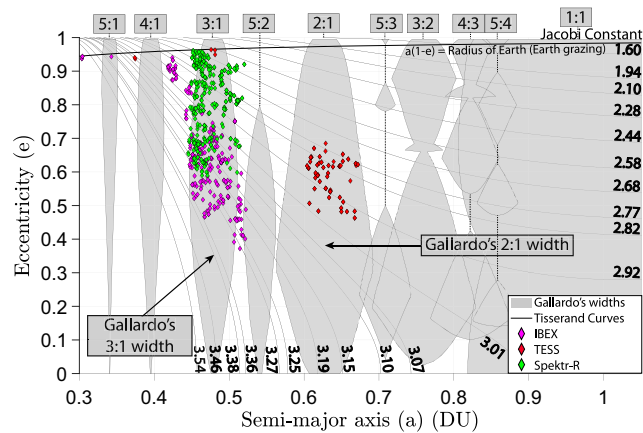 5:1 4:1 3:1 5:2 2:1 5:3 3:2 4:3 5:4 1:1
Jacobi Constant
a(1-e) = Radius of Earth (Earth grazing)
1.60
1.94
2.10
2.28
2.44
2.58
2.68
2.77
2.82
2.92
3.01
1
0.9
0.8
0.7
0.6
0.5
0.4
0.3
0.2
0.1
0
Eccentricity (e)
Gallardo's 2:1 width
Gallardo's
3:1 width
Gallardo's widths
Tisserand Curves
IBEX
TESS
Spektr-R
3.54 3.46 3.38 3.36 3.27 3.25 3.19 3.15 3.10 3.07
0.3 0.4 0.5 0.6 0.7 0.8 0.9 1
Semi-major axis (a) (DU)